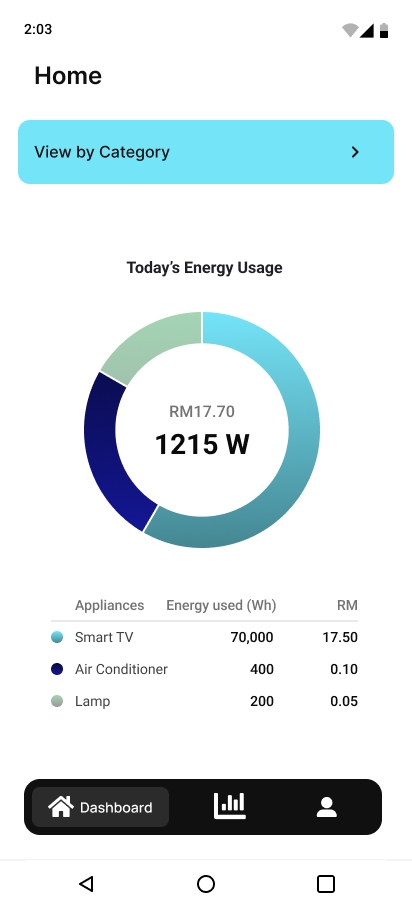 2:03
Home
View by Category
Today’s Energy Usage
RM17.70
1215 W
Appliances Energy used (Wh) RM
Smart TV 70,000 17.50
Air Conditioner 400 0.10
Lamp 200 0.05
Dashboard